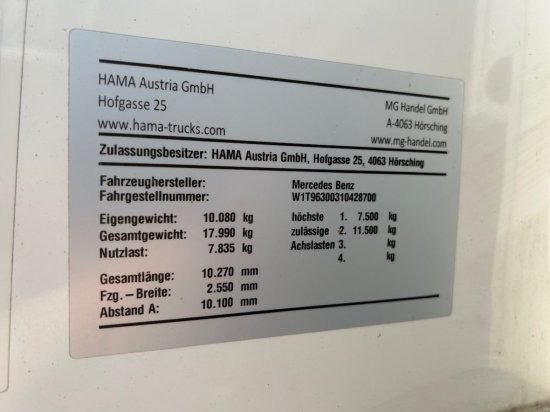 HAMA Austria GmbH
Hofgasse 25
www.hama-trucks.com
MG Handel GmbH
A-4063 Hörsching
www.mg-handel.com
Zulassungsbesitzer: HAMA Austria GmbH, Hofgasse 25, 4063 Hörsching
Fahrzeughersteller: Mercedes Benz
Fahrgestellnummer: W1T96300310428700
Eigengewicht: 10.080 kg höchste 1. 7.500 kg
Gesamtgewicht: 17.990 kg zulässige 2. 11.500 kg
Nutzlast: 7.835 kg Achslasten 3. kg
4. kg
Gesamtlänge: 10.270 mm
Fzg.-Breite: 2.550 mm
Abstand A: 10.100 mm